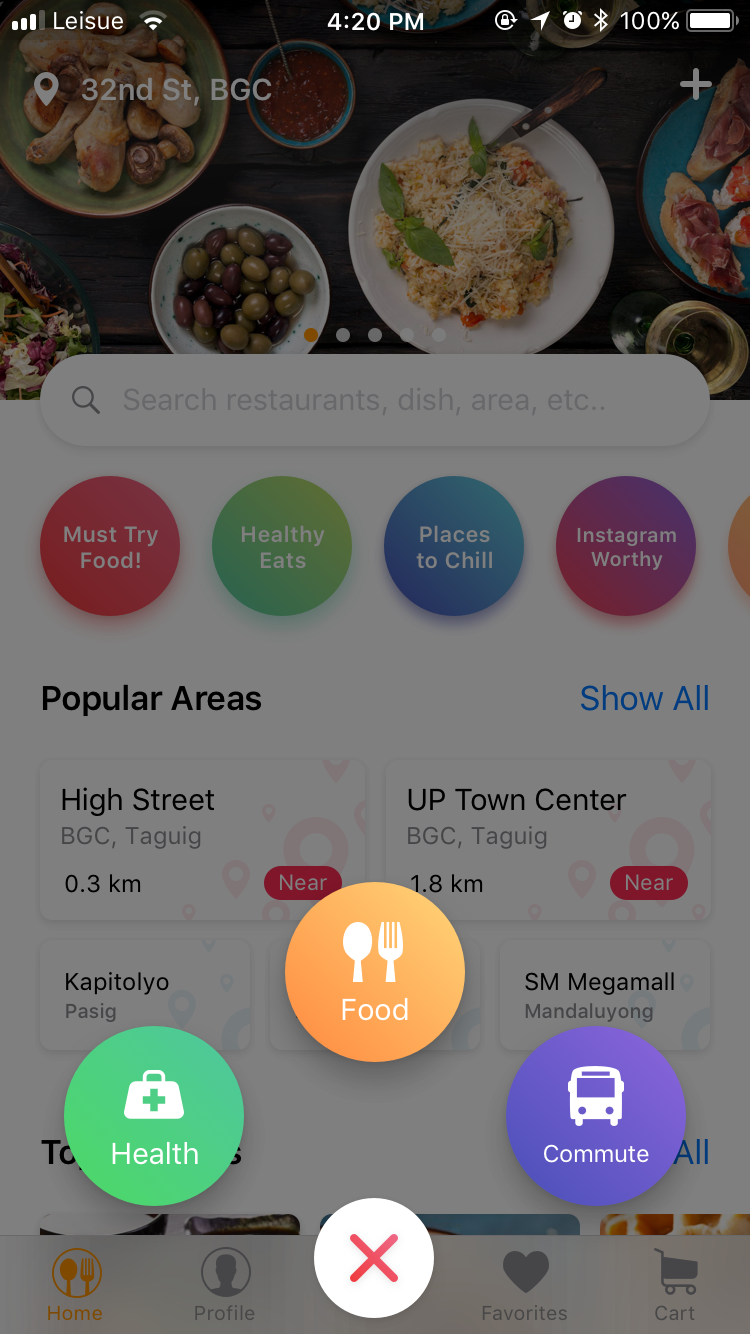 Leisue 4:20 PM 100%
32nd St, BGC
Search restaurants, dish, area, etc..
Must Try
Food!
Healthy
Eats
Places
to Chill
Instagram
Worthy
Popular Areas Show All
High Street
BGC, Taguig
0.3 km Near
UP Town Center
BGC, Taguig
1.8 km Near
Kapitolyo
Pasig
SM Megamall
Mandaluyong
Food
Health
Commute
All
Home Profile Favorites Cart